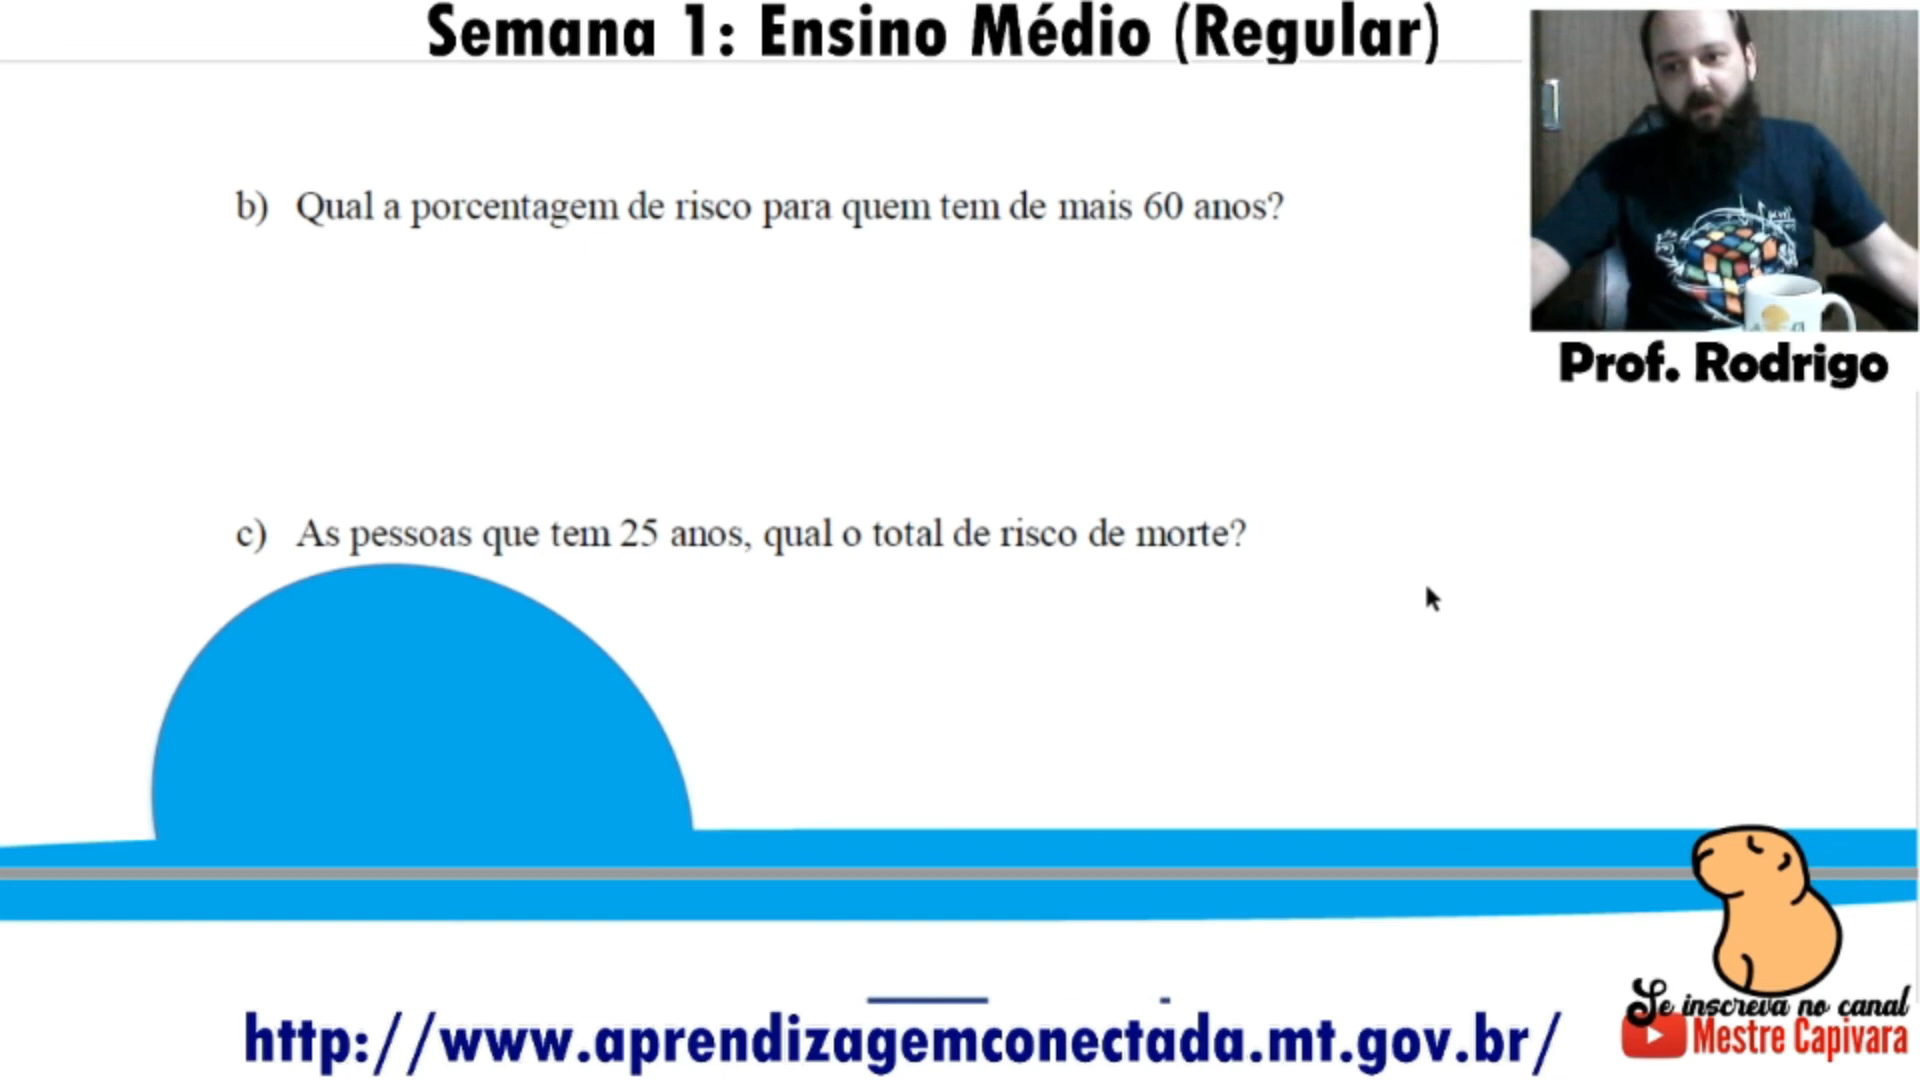 Semana 1: Ensino Médio (Regular)
b) Qual a porcentagem de risco para quem tem de mais 60 anos?
Prof. Rodrigo
c) As pessoas que tem 25 anos, qual o total de risco de morte?
http://www.aprendizagemconectada.mt.gov.br/
Se inscreva no canal
Mestre Capivara